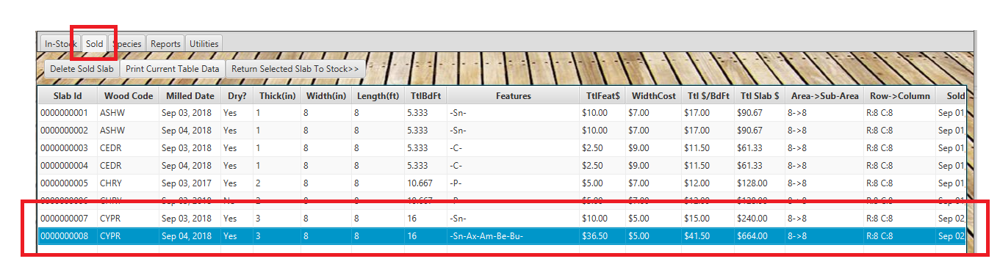 In-Stock Sold Species Reports Utilities
Delete Sold Slab Print Current Table Data Return Selected Slab To Stock>>
Slab Id Wood Code Milled Date Dry? Thick(in) Width(in) Length(ft) TtlBdFt Features TtlFeat$ WidthCost Ttl $/BdFt Ttl Slab $ Area->Sub-Area Row->Column Sold
0000000001 ASHW Sep 03, 2018 Yes 1 8 8 5.333 -Sn- $10.00 $7.00 $17.00 $90.67 8->8 R:8 C:8 Sep 01,
0000000002 ASHW Sep 04, 2018 Yes 1 8 8 5.333 -Sn- $10.00 $7.00 $17.00 $90.67 8->8 R:8 C:8 Sep 01,
0000000003 CEDR Sep 03, 2018 Yes 1 8 8 5.333 -C- $2.50 $9.00 $11.50 $61.33 8->8 R:8 C:8 Sep 01,
0000000004 CEDR Sep 04, 2018 Yes 1 8 8 5.333 -C- $2.50 $9.00 $11.50 $61.33 8->8 R:8 C:8 Sep 01,
0000000005 CHRY Sep 03, 2017 Yes 2 8 8 10.667 -P- $5.00 $7.00 $12.00 $128.00 8->8 R:8 C:8 Sep 01,
0000000006 CHRY Sep 03, 2018 No 2 8 8 10.667 -P- $5.00 $7.00 $12.00 $128.00 8->8 R:8 C:8 Sep 01,
0000000007 CYPR Sep 03, 2018 Yes 3 8 8 16 -Sn- $10.00 $5.00 $15.00 $240.00 8->8 R:8 C:8 Sep 02,
0000000008 CYPR Sep 04, 2018 Yes 3 8 8 16 -Sn-Ax-Am-Be-Bu- $36.50 $5.00 $41.50 $664.00 8->8 R:8 C:8 Sep 02,